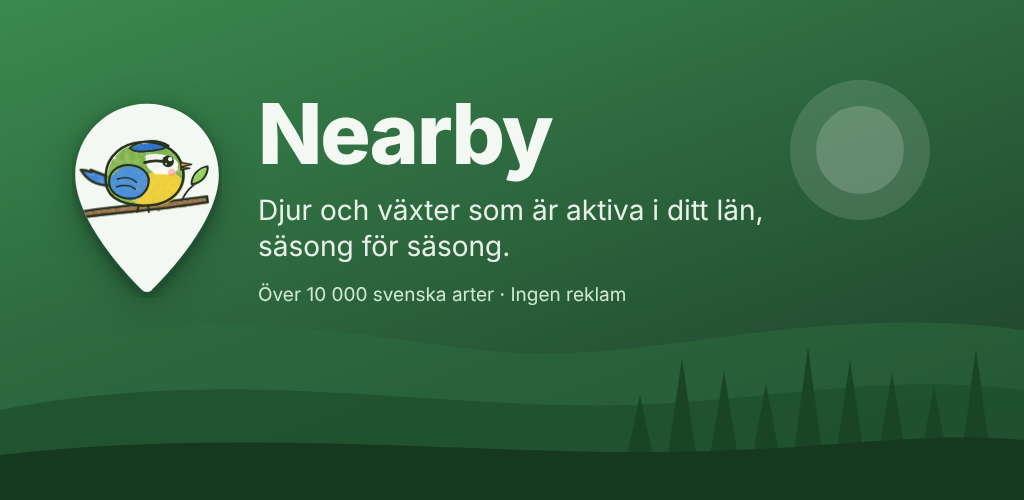 Nearby
Djur och växter som är aktiva i ditt län,
säsong för säsong.
Över 10 000 svenska arter · Ingen reklam